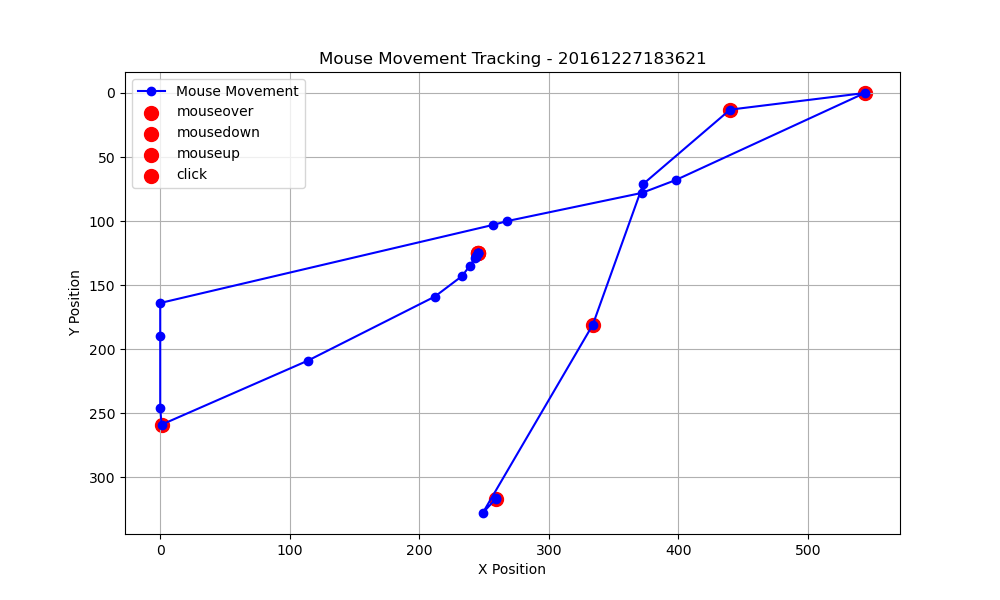 Mouse Movement Tracking - 20161227183621
Mouse Movement
mouseover
mousedown
mouseup
click
0
50
100
150
200
250
300
Y Position
0 100 200 300 400 500
X Position